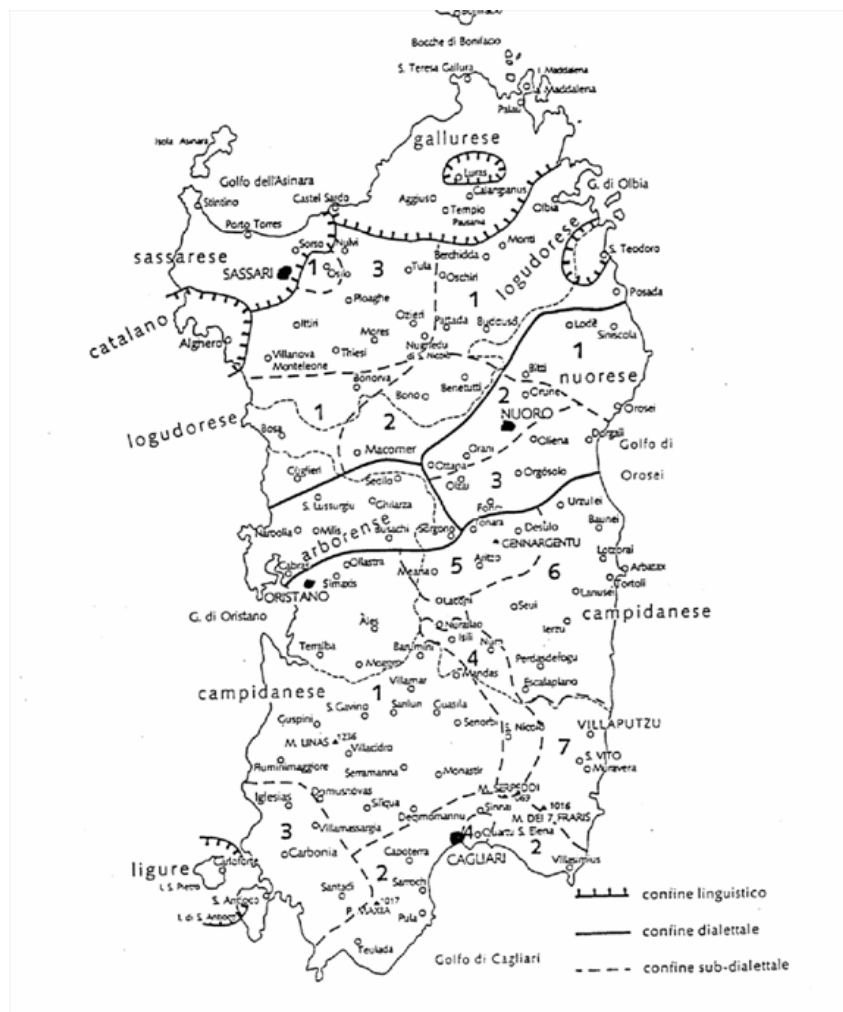 Bocche di Bonifacio
S. Teresa Gallura
I. Maddalena
Maddalena
Palau
Isola Asinara
gallurese
Luras
Golfo dell'Asinara
Calangianus
G. di Olbia
Stintino
Castel Sardo
Aggius
Tempio
Pausania
Olbia
Porto Torres
Sorso
Nulvi
Monti
Berchidda
S. Teodoro
sassarese
SASSARI
1
Osilo
3
Tula
Oschiri
logudorese
1
Ploaghe
Posada
catalano
Ittiri
Ozieri
Pattada
Buddusò
Lodè
Siniscola
Alghero
Mores
Nughedu
di S. Nicolò
1
Villanova
Monteleone
Thiesi
Bitti
nuorese
Bonorva
Bono
Benetutti
2
Orune
NUORO
Orosei
logudorese
1
2
Bosa
Oliena
Dorgali
Golfo di
Orosei
Macomer
Orani
Ottana
Cuglieri
Sedilo
Olzai
3
Orgòsolo
S. Lussurgiu
Ghilarza
Fonni
Urzulei
Narbolia
Milis
Busachi
Sorgono
Tonara
Desulo
Baunei
arborense
GENNARGENTU
Cabras
Ollastra
Meana
5
Aritzo
Lotzorai
Arbatax
Simaxis
6
Tortolì
ORISTANO
Laconi
Seui
Lanusei
G. di Oristano
Ales
Nurallao
Ierzu
campidanese
Isili
Nurri
Terralba
Mogoro
Barumini
4
Perdasdefogu
Mandas
campidanese
1
Villamar
Escalaplano
S. Gavino
Sanluri
Guasila
Guspini
Senorbì
S. Nicolò
VILLAPUTZU
M. LINAS 1236
Villacidro
7
Fluminimaggiore
S. VITO
Muravera
Serramanna
Monastir
M. SERPEDDI
Domusnovas
Iglesias
Siliqua
Decimomannu
Sinnai
1016
M. DEI 7 FRARIS
3
Villamassargia
4
Quartu S. Elena
Carbonia
Capoterra
CAGLIARI
2
ligure
Carloforte
2
Villasimius
I. S. Pietro
Santadi
Sarroch
S. Antioco
1017
P. MAXIA
Pula
I. di S. Antioco
Teulada
Golfo di Cagliari
confine linguistico
confine dialettale
confine sub-dialettale